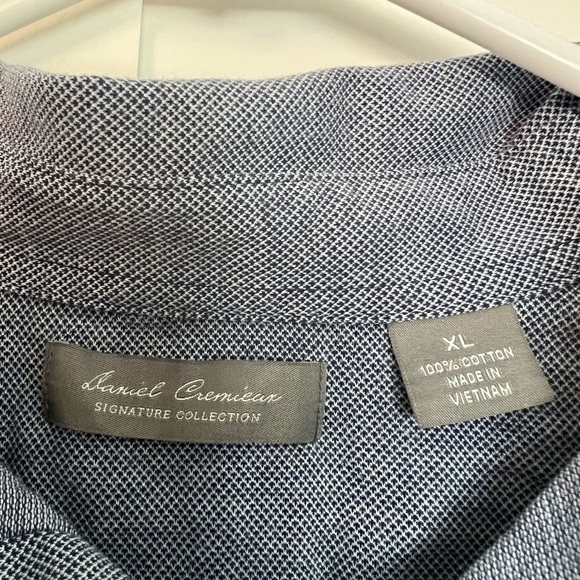 Daniel Cremieux
SIGNATURE COLLECTION
XL
100% COTTON
MADE IN
VIETNAM